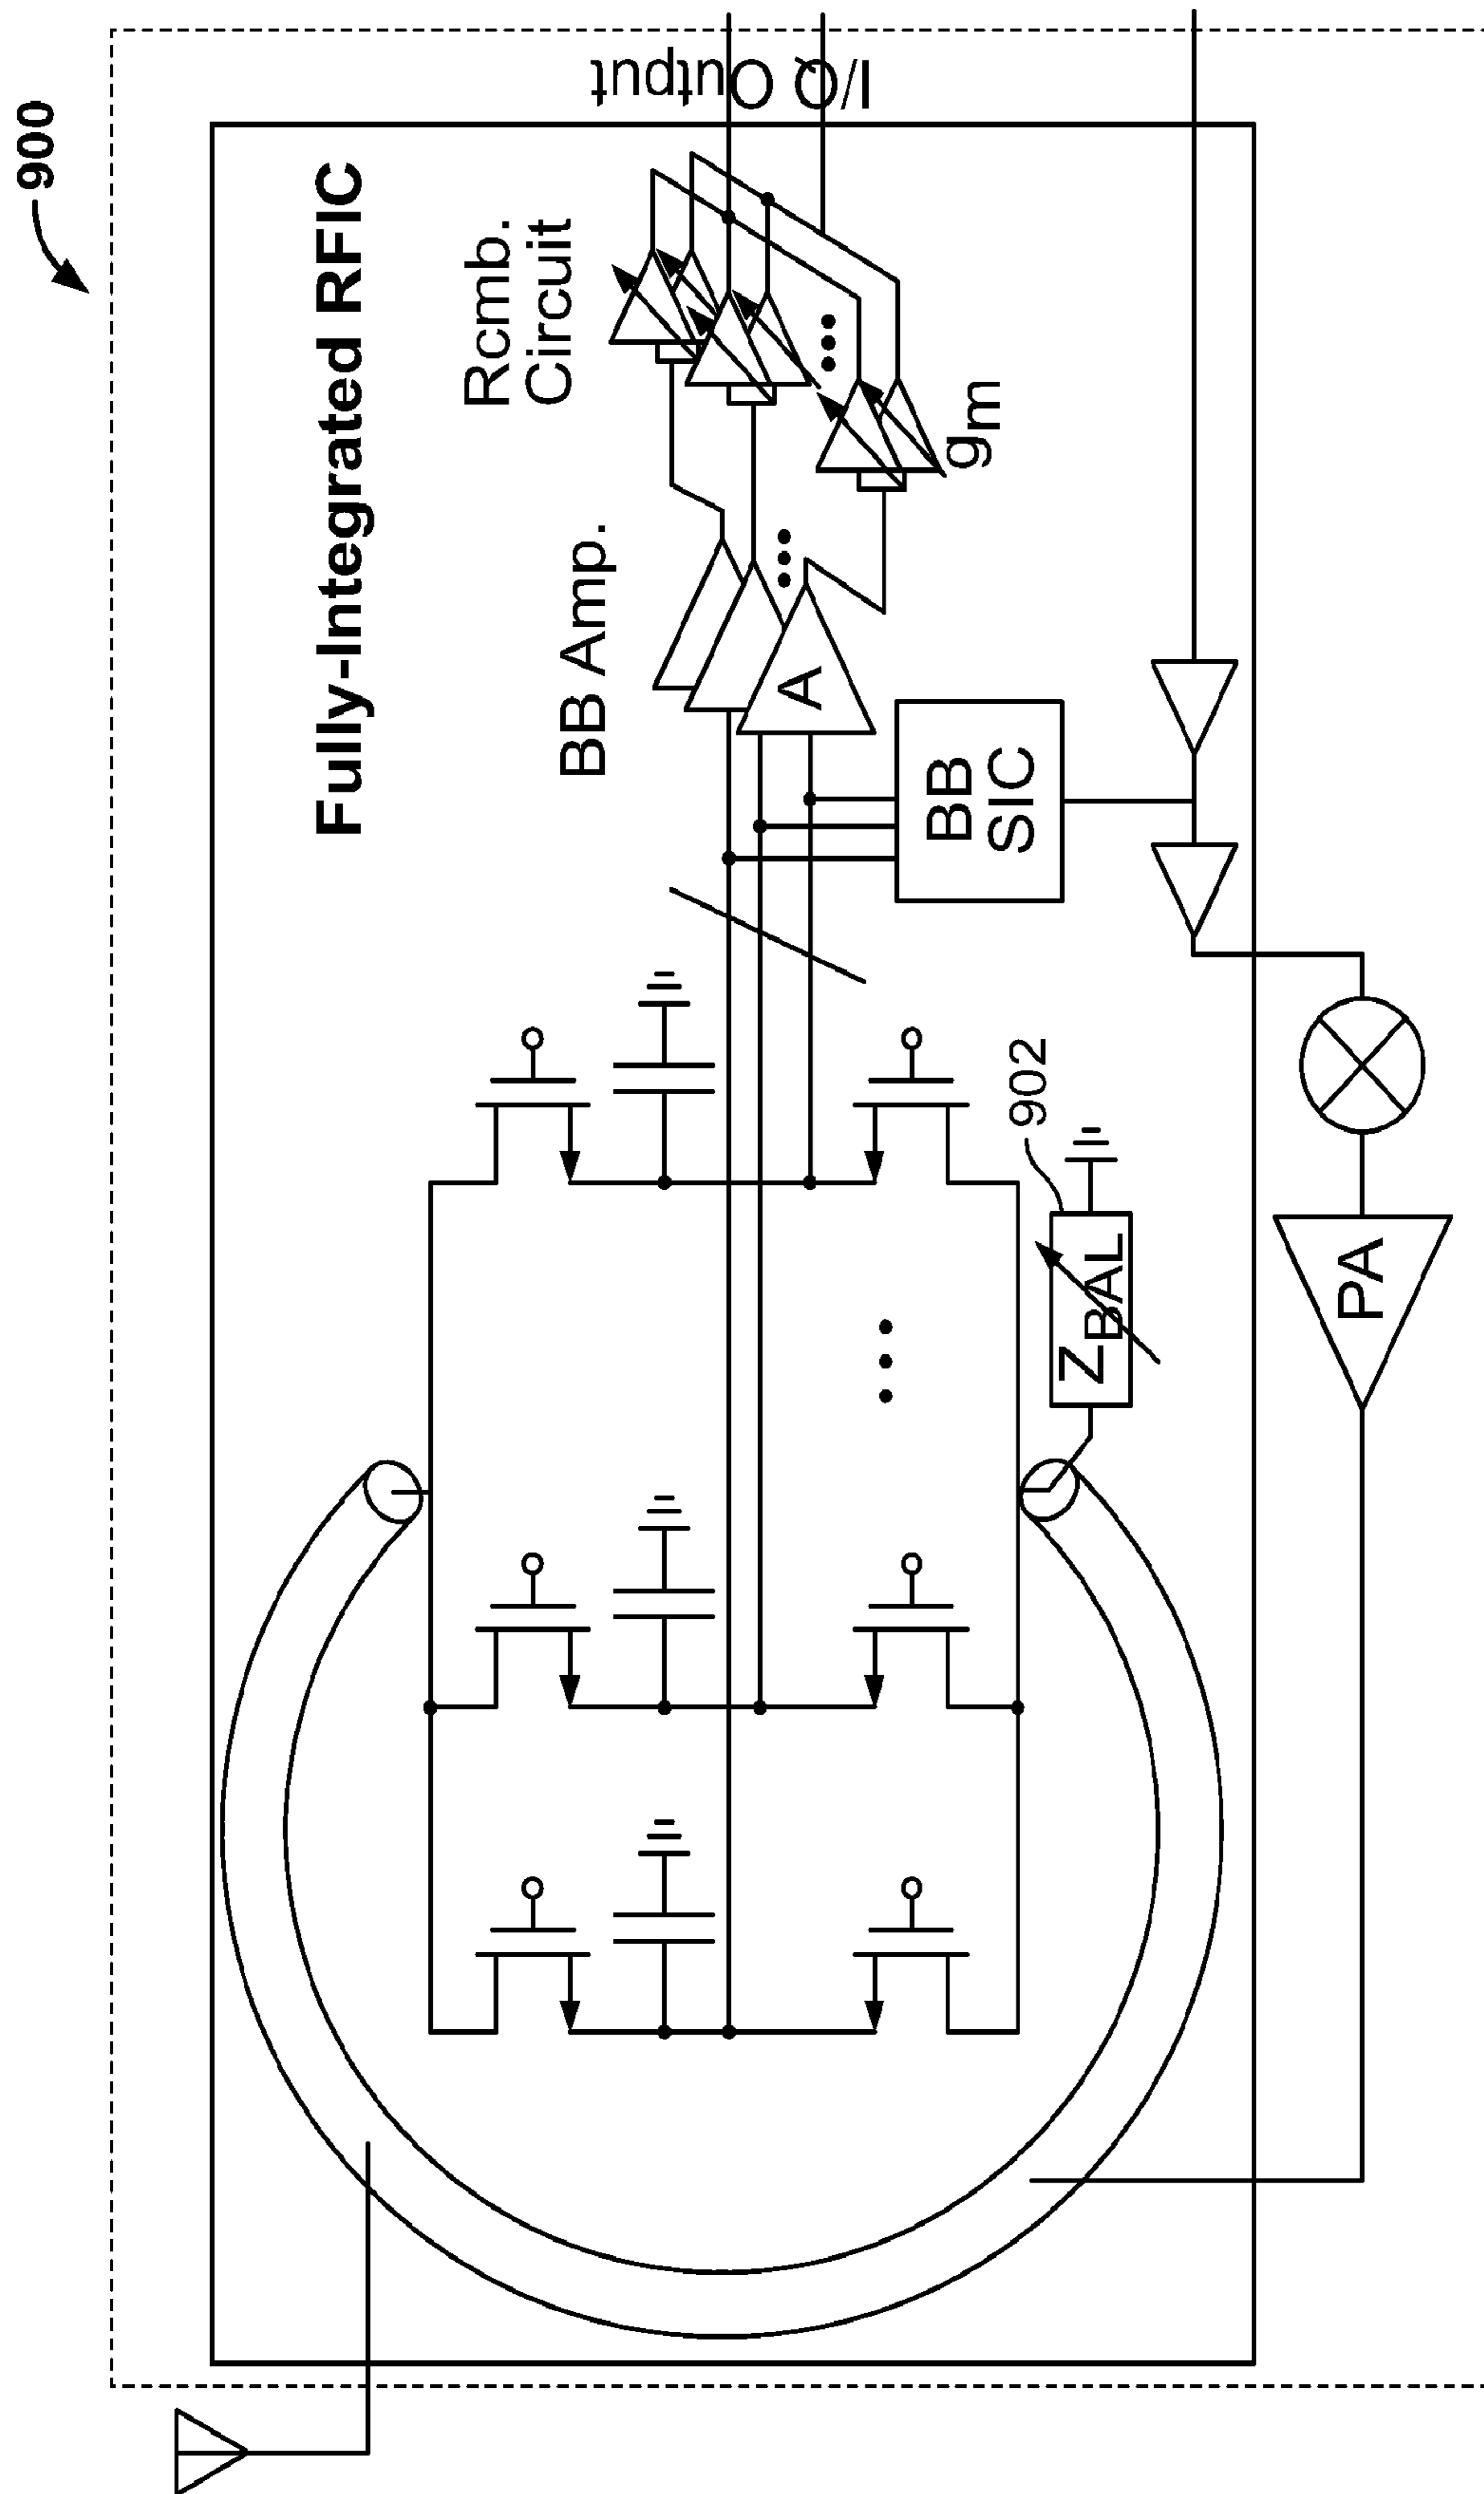 900
Fully-Integrated RFIC
I/Q Output
Rcmb.
Circuit
BB Amp.
gm
A
BB
SIC
902
ZBAL
PA